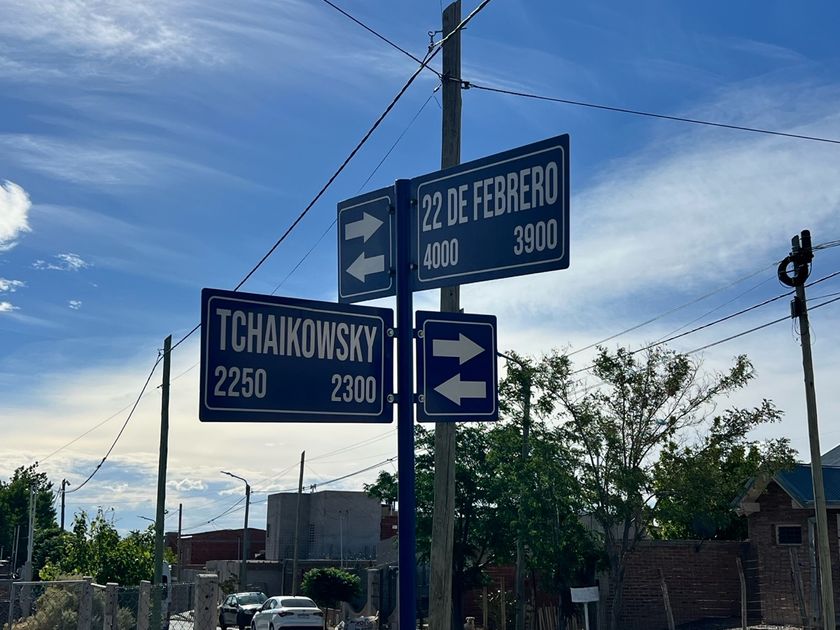 22 DE FEBRERO
4000 3900
TCHAIKOWSKY
2250 2300